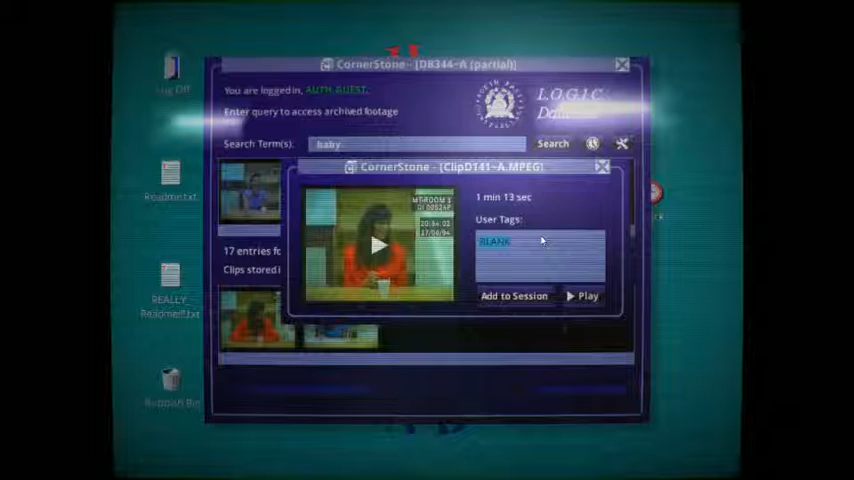 CornerStone - [DB344~A (partial)]
Log Off
You are logged in, AUTH_GUEST.
L.O.G.I.C.
Enter query to access archived footage
Search Term(s):
baby
Search
CornerStone - [ClipD141~A.MPEG]
Readme.txt
1 min 13 sec
User Tags:
BLANK
17 entries
Clips stored
Add to Session
Play
REALLY_
Readme!!.txt
Rubbish Bin